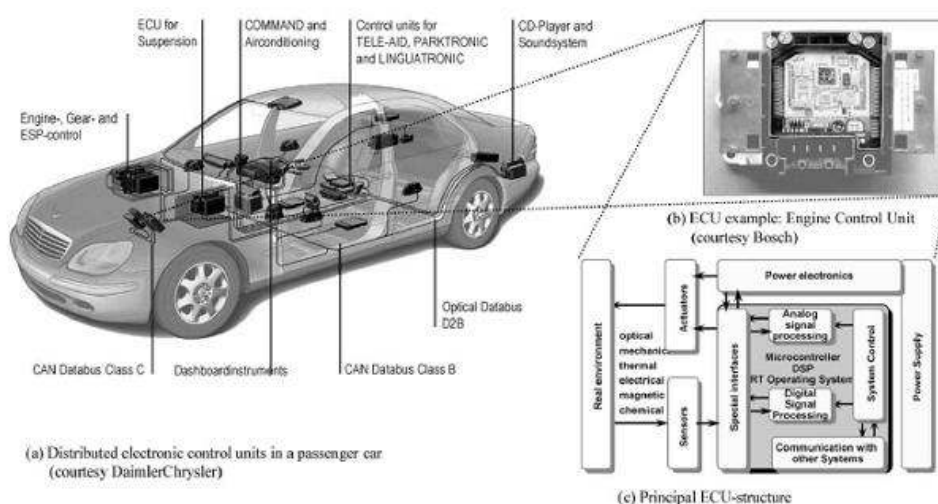 ECU for
Suspension
COMMAND and
Airconditioning
Control units for
TELE-AID, PARKTRONIC
and LINGUATRONIC
CD-Player and
Soundsystem
Engine-, Gear- and
ESP-control
Optical Databus
D2B
CAN Databus Class C
Dashboardinstruments
CAN Databus Class B
(a) Distributed electronic control units in a passenger car
(courtesy DaimlerChrysler)
(b) ECU example: Engine Control Unit
(courtesy Bosch)
Real environment
optical
mechanic
thermal
electrical
magnetic
chemical
Actuators
Sensors
Special interfaces
Power electronics
Analog
signal
processing
Microcontroller
DSP
RT Operating System
Digital
Signal
Processing
System Control
Communication with
other Systems
Power Supply
(c) Principal ECU-structure